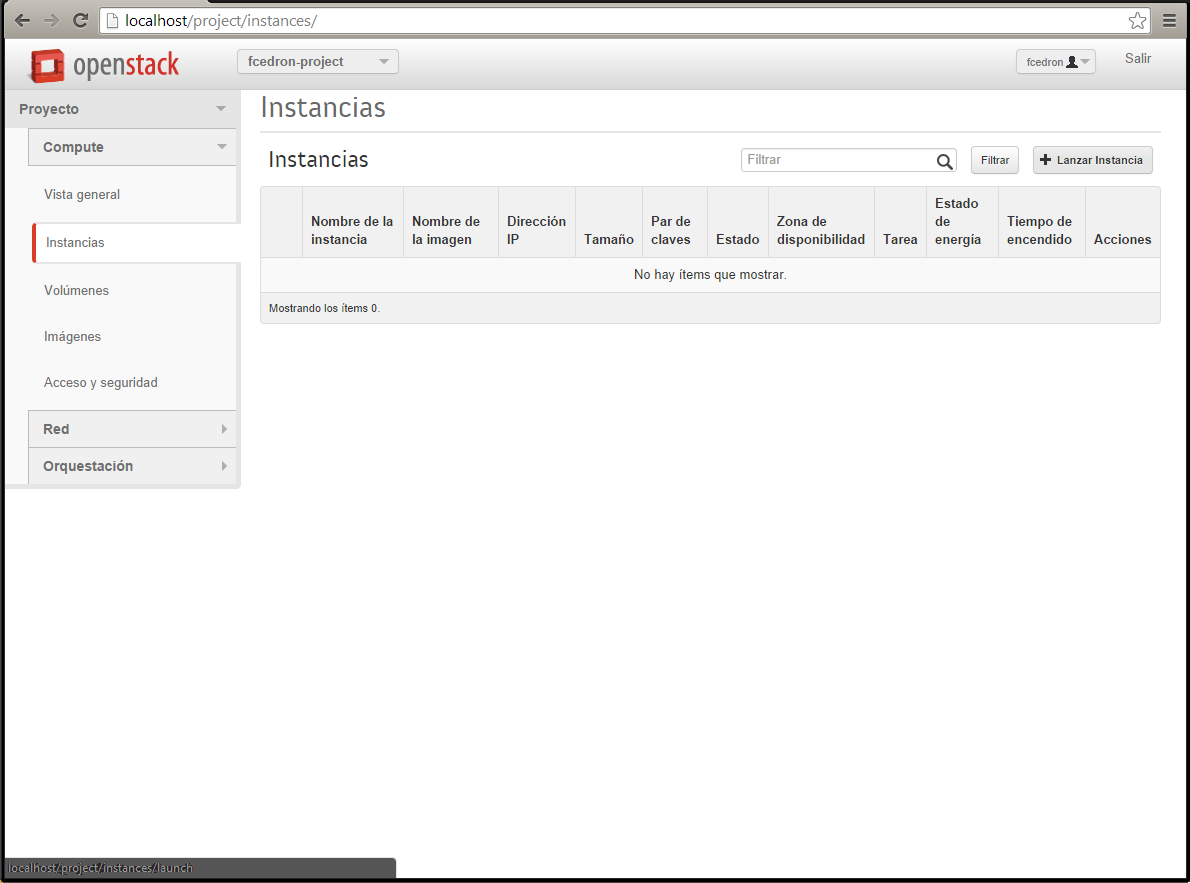 localhost/project/instances/
openstack
fcedron-project
fcedron
Salir
Proyecto
Compute
Vista general
Instancias
Volúmenes
Imágenes
Acceso y seguridad
Red
Orquestación
Instancias
Instancias
Filtrar
Filtrar
Lanzar Instancia
Nombre de la
instancia
Nombre de
la imagen
Dirección
IP
Tamaño
Par de
claves
Estado
Zona de
disponibilidad
Tarea
Estado
de
energía
Tiempo de
encendido
Acciones
No hay ítems que mostrar.
Mostrando los ítems 0.
localhost/project/instances/launch